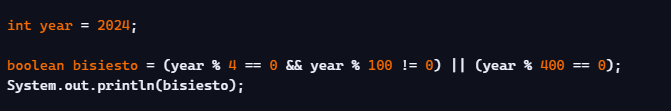 int year = 2024;
boolean bisiesto = (year % 4 == 0 && year % 100 != 0) || (year % 400 == 0);
System.out.println(bisiesto);